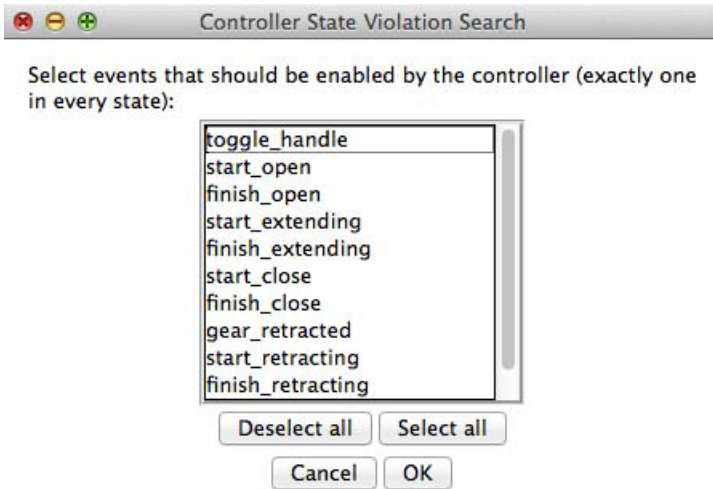 Controller State Violation Search
Select events that should be enabled by the controller (exactly one
in every state):
toggle_handle
start_open
finish_open
start_extending
finish_extending
start_close
finish_close
gear_retracted
start_retracting
finish_retracting
Deselect all Select all
Cancel OK